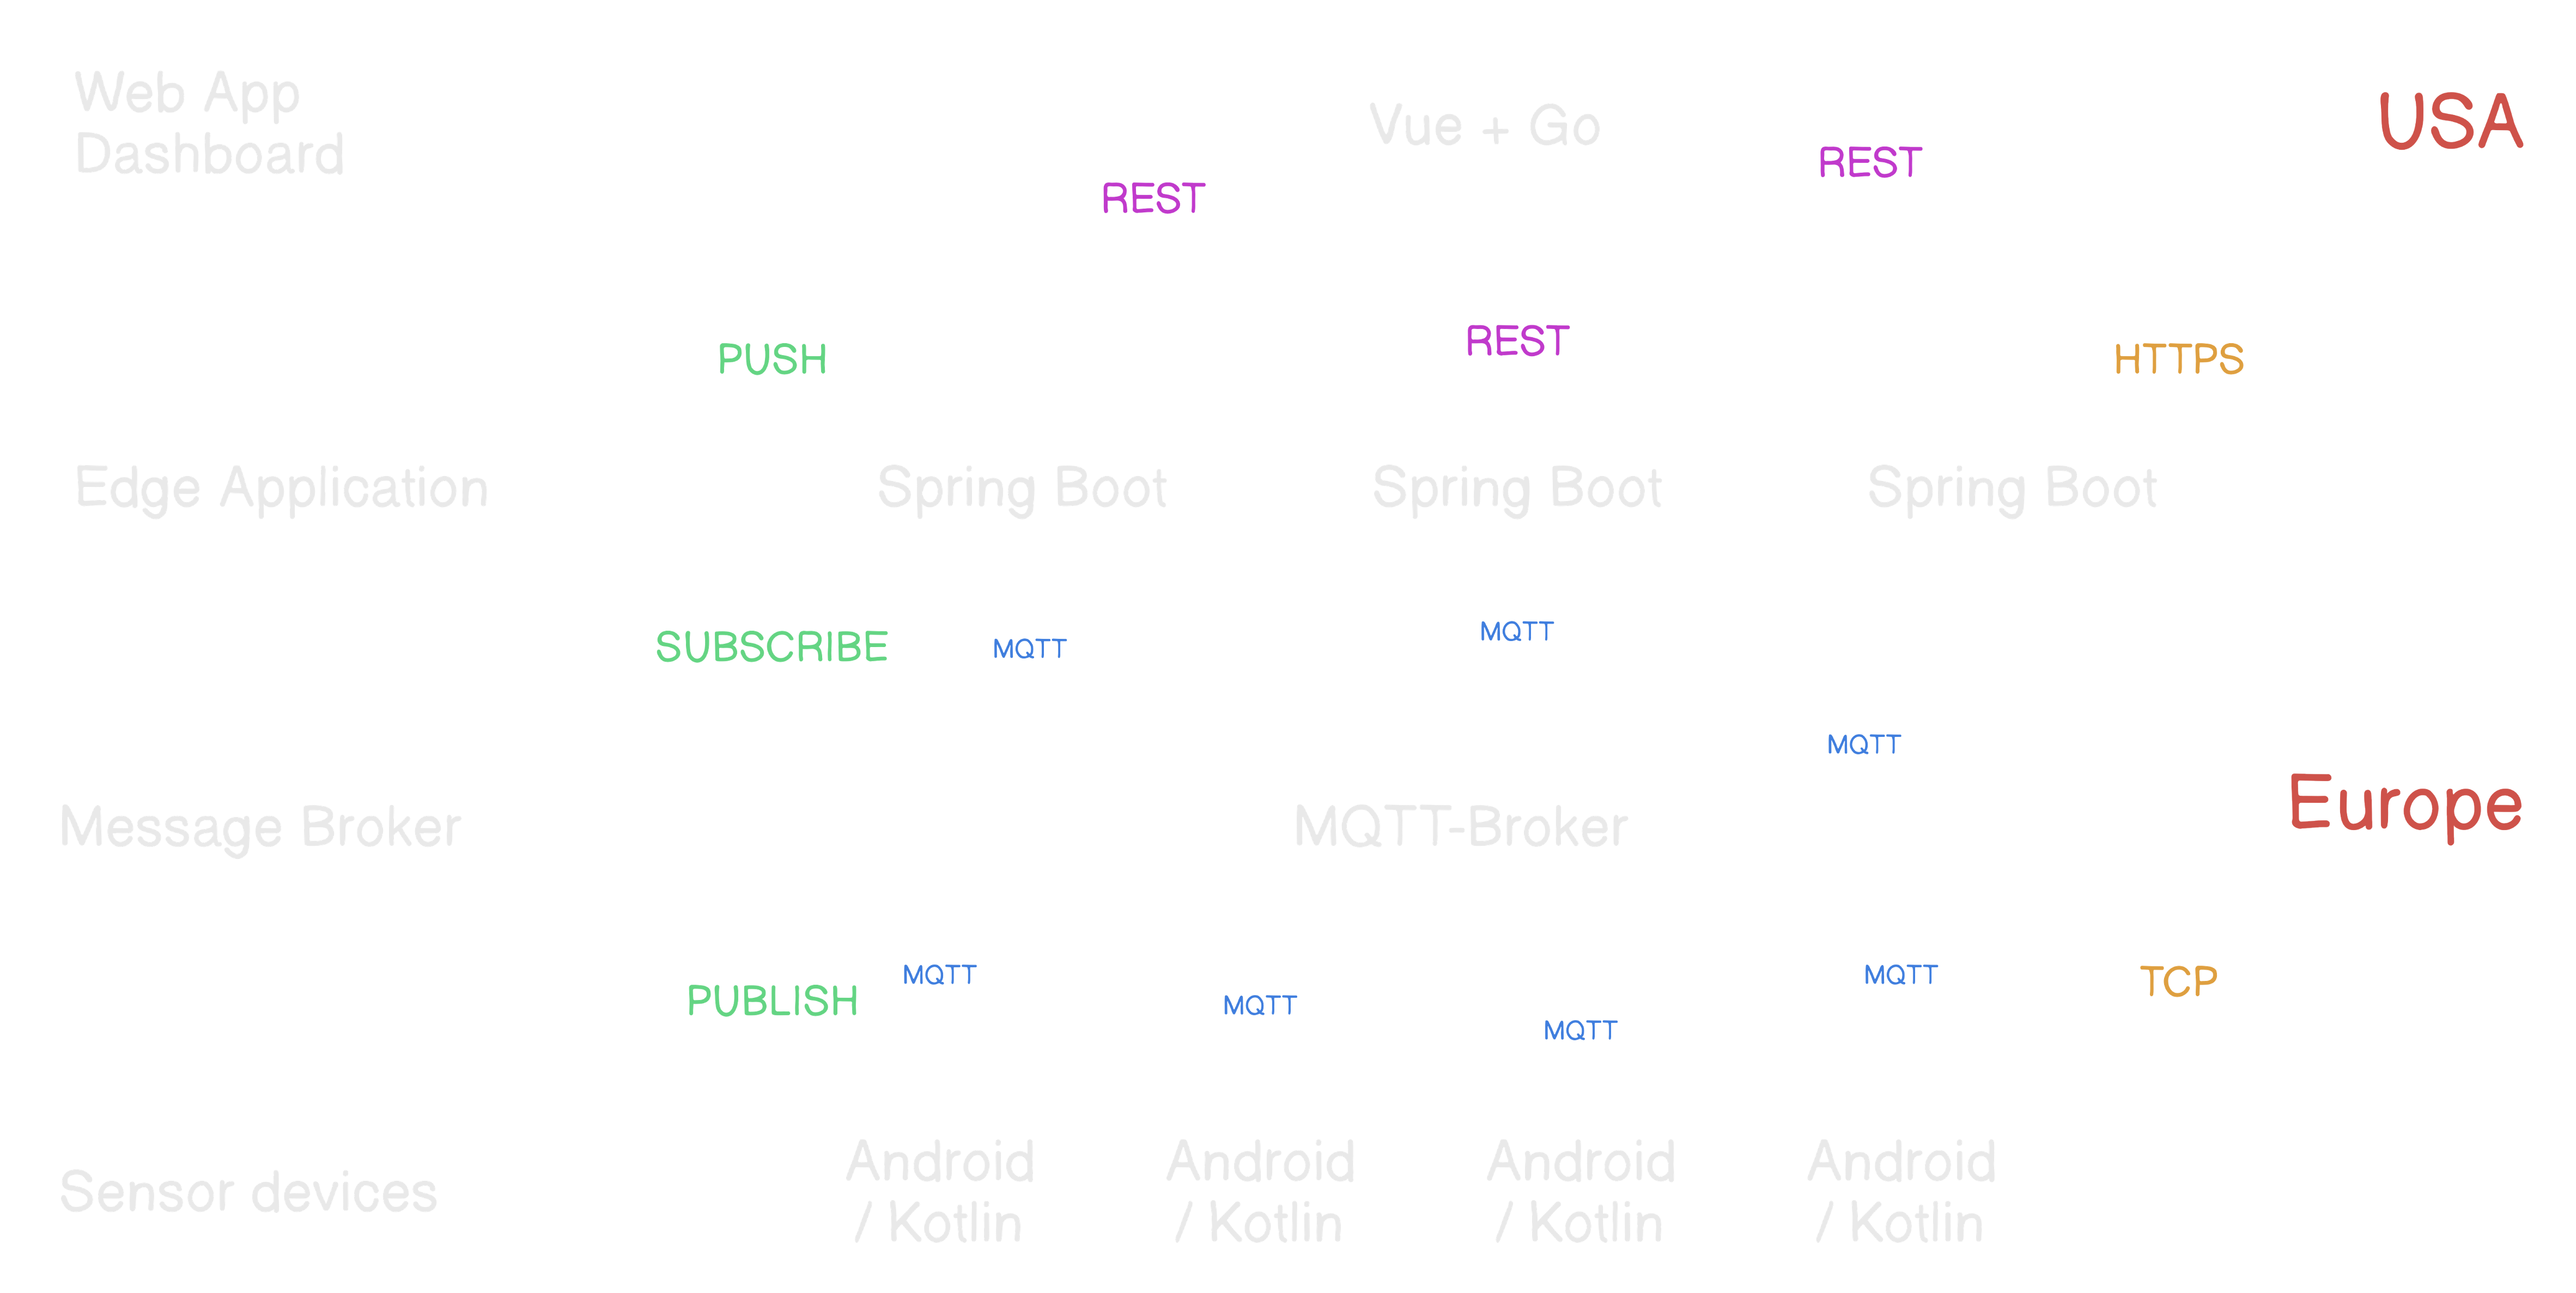 Web App
Dashboard
Vue + Go
USA
REST
REST
REST
PUSH
HTTPS
Edge Application
Spring Boot
Spring Boot
Spring Boot
SUBSCRIBE
MQTT
MQTT
MQTT
Europe
Message Broker
MQTT-Broker
PUBLISH
MQTT
MQTT
MQTT
MQTT
TCP
Sensor devices
Android
/ Kotlin
Android
/ Kotlin
Android
/ Kotlin
Android
/ Kotlin